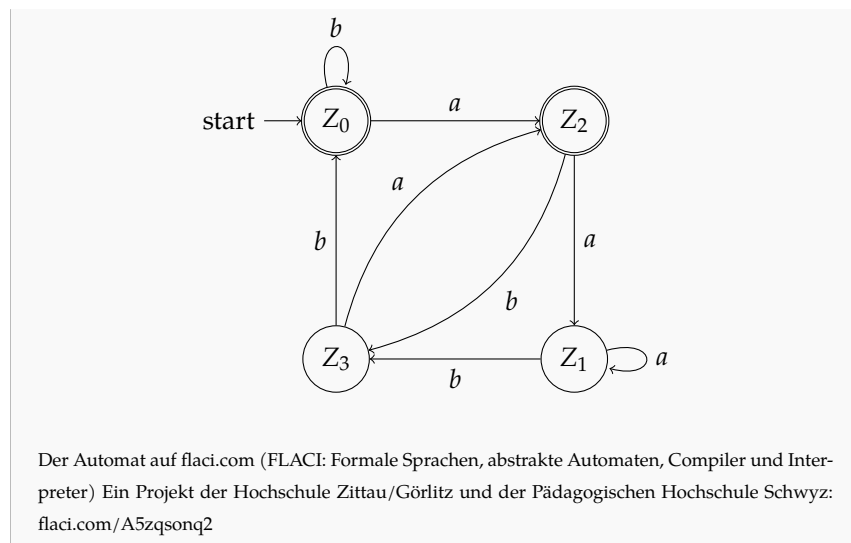 b
start
Z0
a
Z2
a
b
a
b
Z3
b
Z1
a
Der Automat auf flaci.com (FLACI: Formale Sprachen, abstrakte Automaten, Compiler und Inter-
preter) Ein Projekt der Hochschule Zittau/Görlitz und der Pädagogischen Hochschule Schwyz:
flaci.com/A5zqsonq2